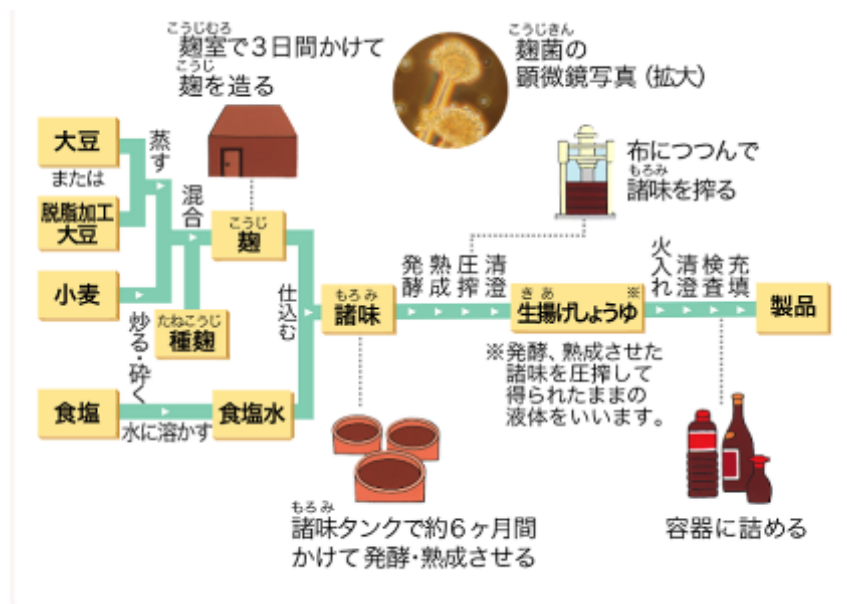 こうじむろ
麹室で3日間かけて
こうじ
麹を造る
こうじきん
麹菌の
顕微鏡写真（拡大）
大豆
または
脱脂加工
大豆
蒸す
混合
こうじ
麹
布につつんで
もろみ
諸味を搾る
小麦
炒る・砕く
たねこうじ
種麹
仕込む
もろみ
諸味
発酵
熟成
圧搾
清澄
きあ
生揚げしょうゆ※
火入れ
清澄
検査
充填
製品
※発酵、熟成させた
諸味を圧搾して
得られたままの
液体をいいます。
食塩
水に溶かす
食塩水
もろみ
諸味タンクで約6ヶ月間
かけて発酵・熟成させる
容器に詰める